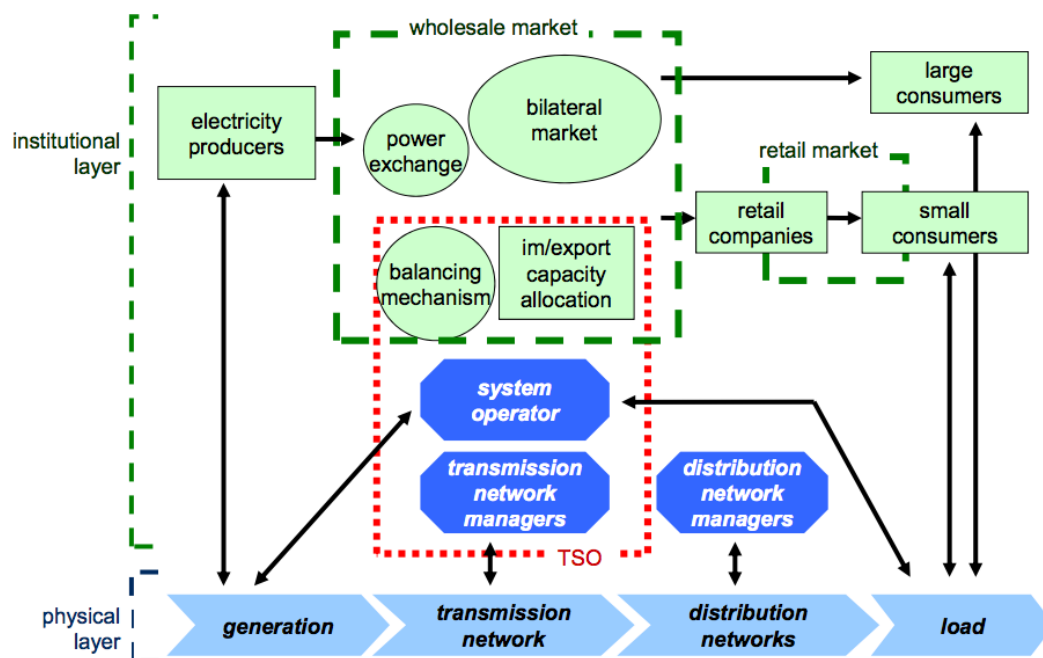 wholesale market
institutional
layer
electricity
producers
power
exchange
bilateral
market
large
consumers
retail market
retail
companies
small
consumers
balancing
mechanism
im/export
capacity
allocation
system
operator
transmission
network
managers
distribution
network
managers
TSO
physical
layer
generation
transmission
network
distribution
networks
load